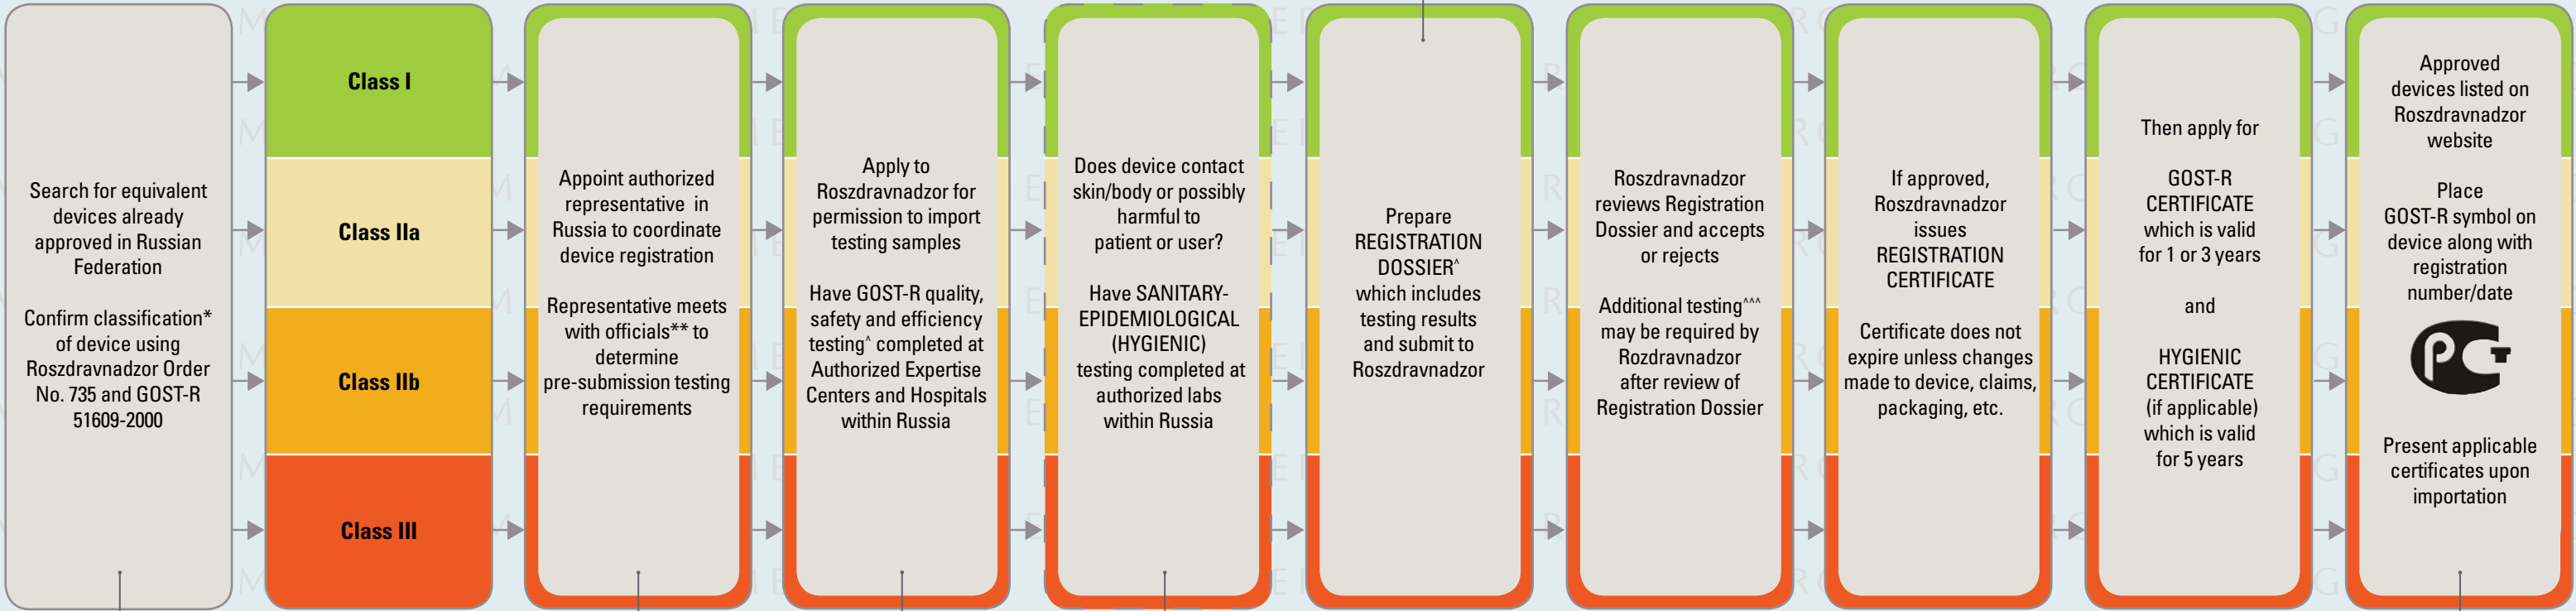 Search for equivalent
devices already
approved in Russian
Federation
Confirm classification*
of device using
Roszdravnadzor Order
No. 735 and GOST-R
51609-2000
Class I
Class IIa
Class IIb
Class III
Appoint authorized
representative in
Russia to coordinate
device registration
Representative meets
with officials** to
determine
pre-submission testing
requirements
Apply to
Roszdravnadzor for
permission to import
testing samples
Have GOST-R quality,
safety and efficiency
testing^ completed at
Authorized Expertise
Centers and Hospitals
within Russia
Does device contact
skin/body or possibly
harmful to
patient or user?
Have SANITARY-
EPIDEMIOLOGICAL
(HYGIENIC)
testing completed at
authorized labs
within Russia
Prepare
REGISTRATION
DOSSIER^
which includes
testing results
and submit to
Roszdravnadzor
Roszdravnadzor
reviews Registration
Dossier and accepts
or rejects
Additional testing^^^
may be required by
Rozdravnadzor
after review of
Registration Dossier
If approved,
Roszdravnadzor
issues
REGISTRATION
CERTIFICATE
Certificate does not
expire unless changes
made to device, claims,
packaging, etc.
Then apply for
GOST-R
CERTIFICATE
which is valid
for 1 or 3 years
and
HYGIENIC
CERTIFICATE
(if applicable)
which is valid
for 5 years
Approved
devices listed on
Roszdravnadzor
website
Place
GOST-R symbol on
device along with
registration
number/date
Present applicable
certificates upon
importation